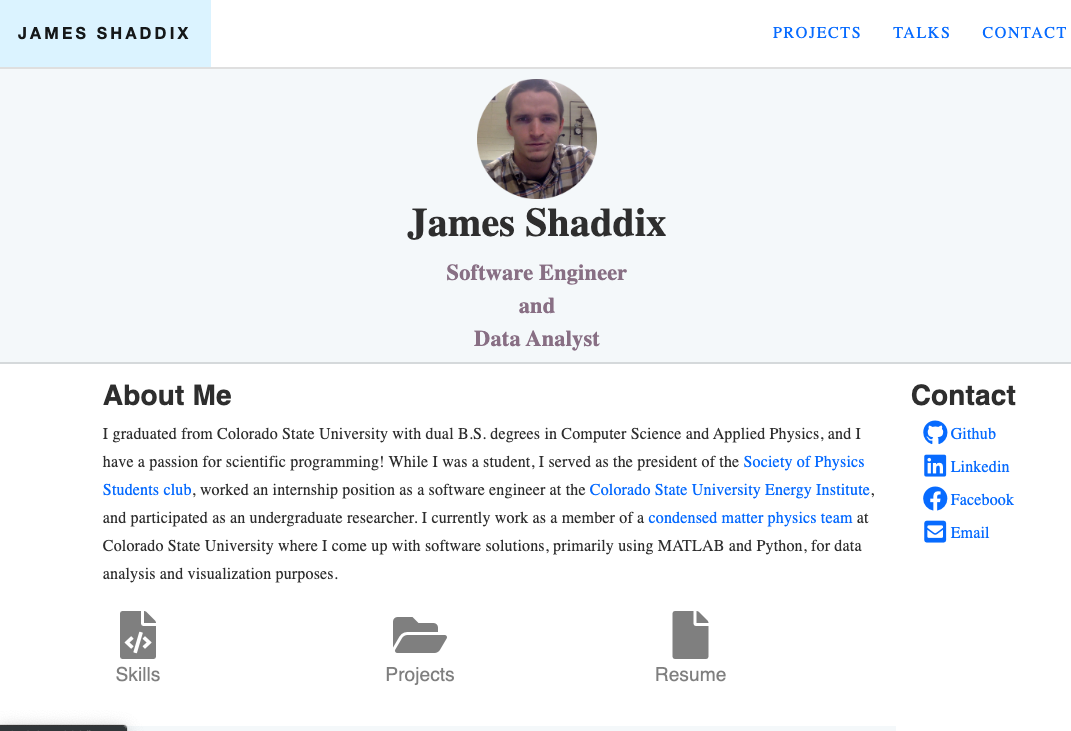 JAMES SHADDIX
PROJECTS TALKS CONTACT
James Shaddix
Software Engineer
and
Data Analyst
About Me
I graduated from Colorado State University with dual B.S. degrees in Computer Science and Applied Physics, and I
have a passion for scientific programming! While I was a student, I served as the president of the Society of Physics
Students club, worked an internship position as a software engineer at the Colorado State University Energy Institute,
and participated as an undergraduate researcher. I currently work as a member of a condensed matter physics team at
Colorado State University where I come up with software solutions, primarily using MATLAB and Python, for data
analysis and visualization purposes.
Skills
Projects
Resume
Contact
Github
Linkedin
Facebook
Email